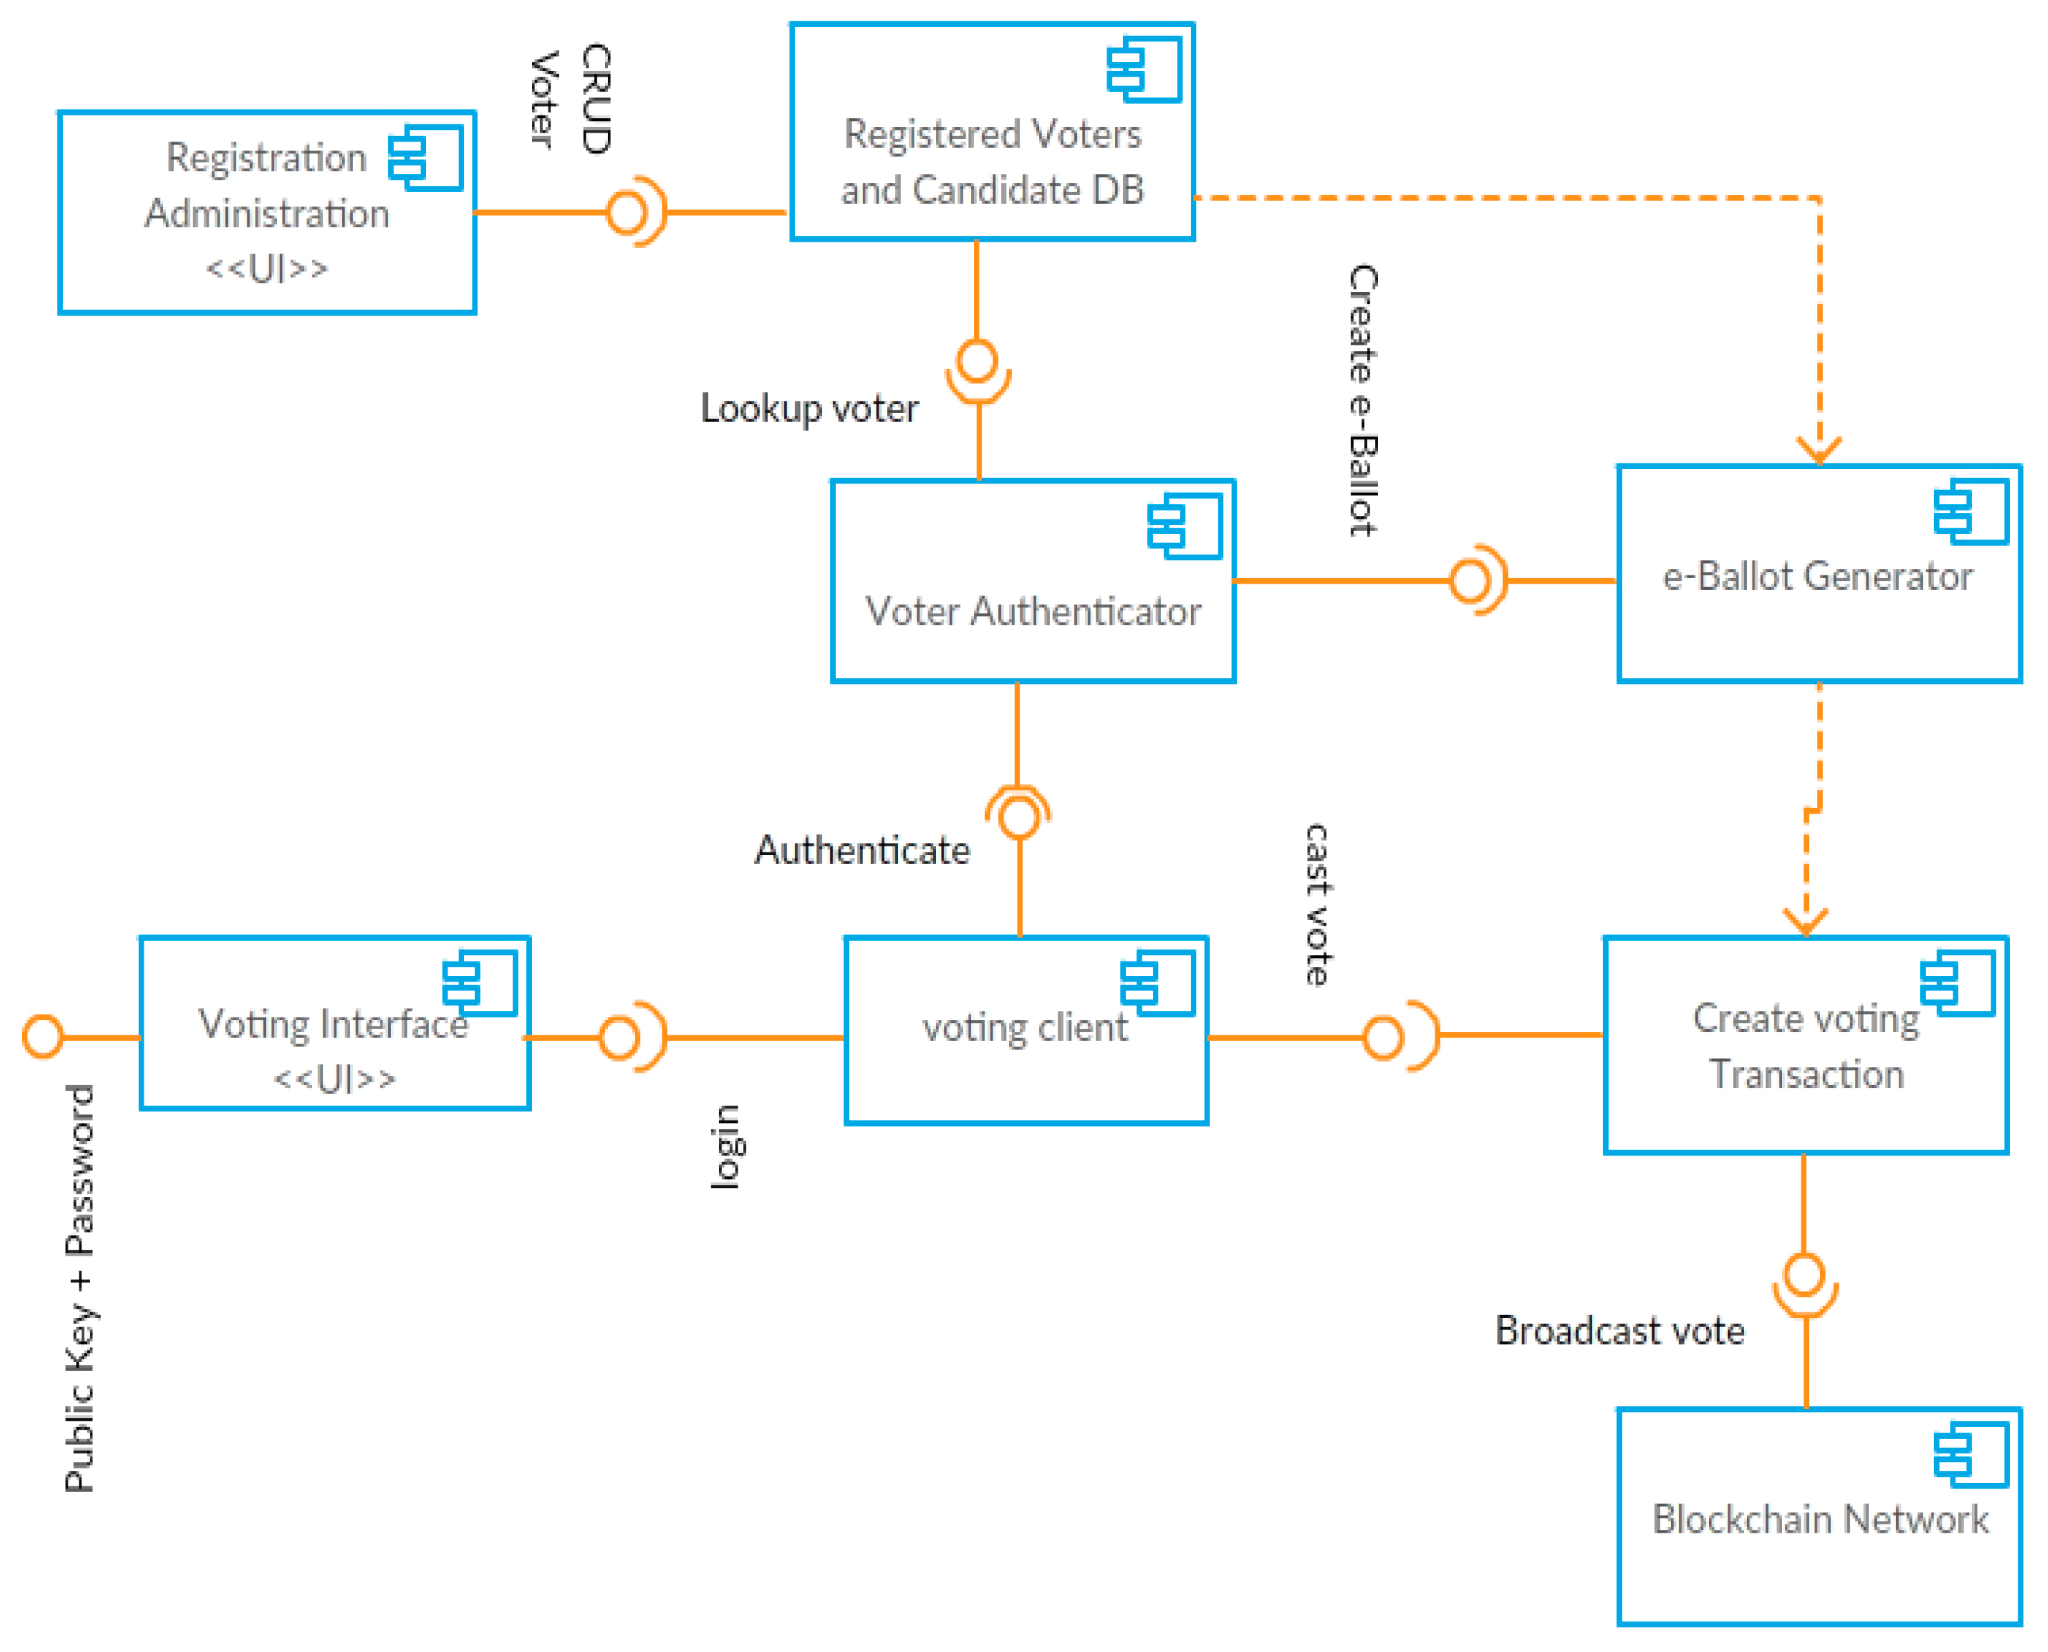 CRUD
Voter
Registered Voters
and Candidate DB
Registration
Administration
<<UI>>
Create e-Ballot
Lookup voter
e-Ballot Generator
Voter Authenticator
Authenticate
cast vote
Voting Interface
<<UI>>
voting client
Create voting
Transaction
Public Key + Password
login
Broadcast vote
Blockchain Network